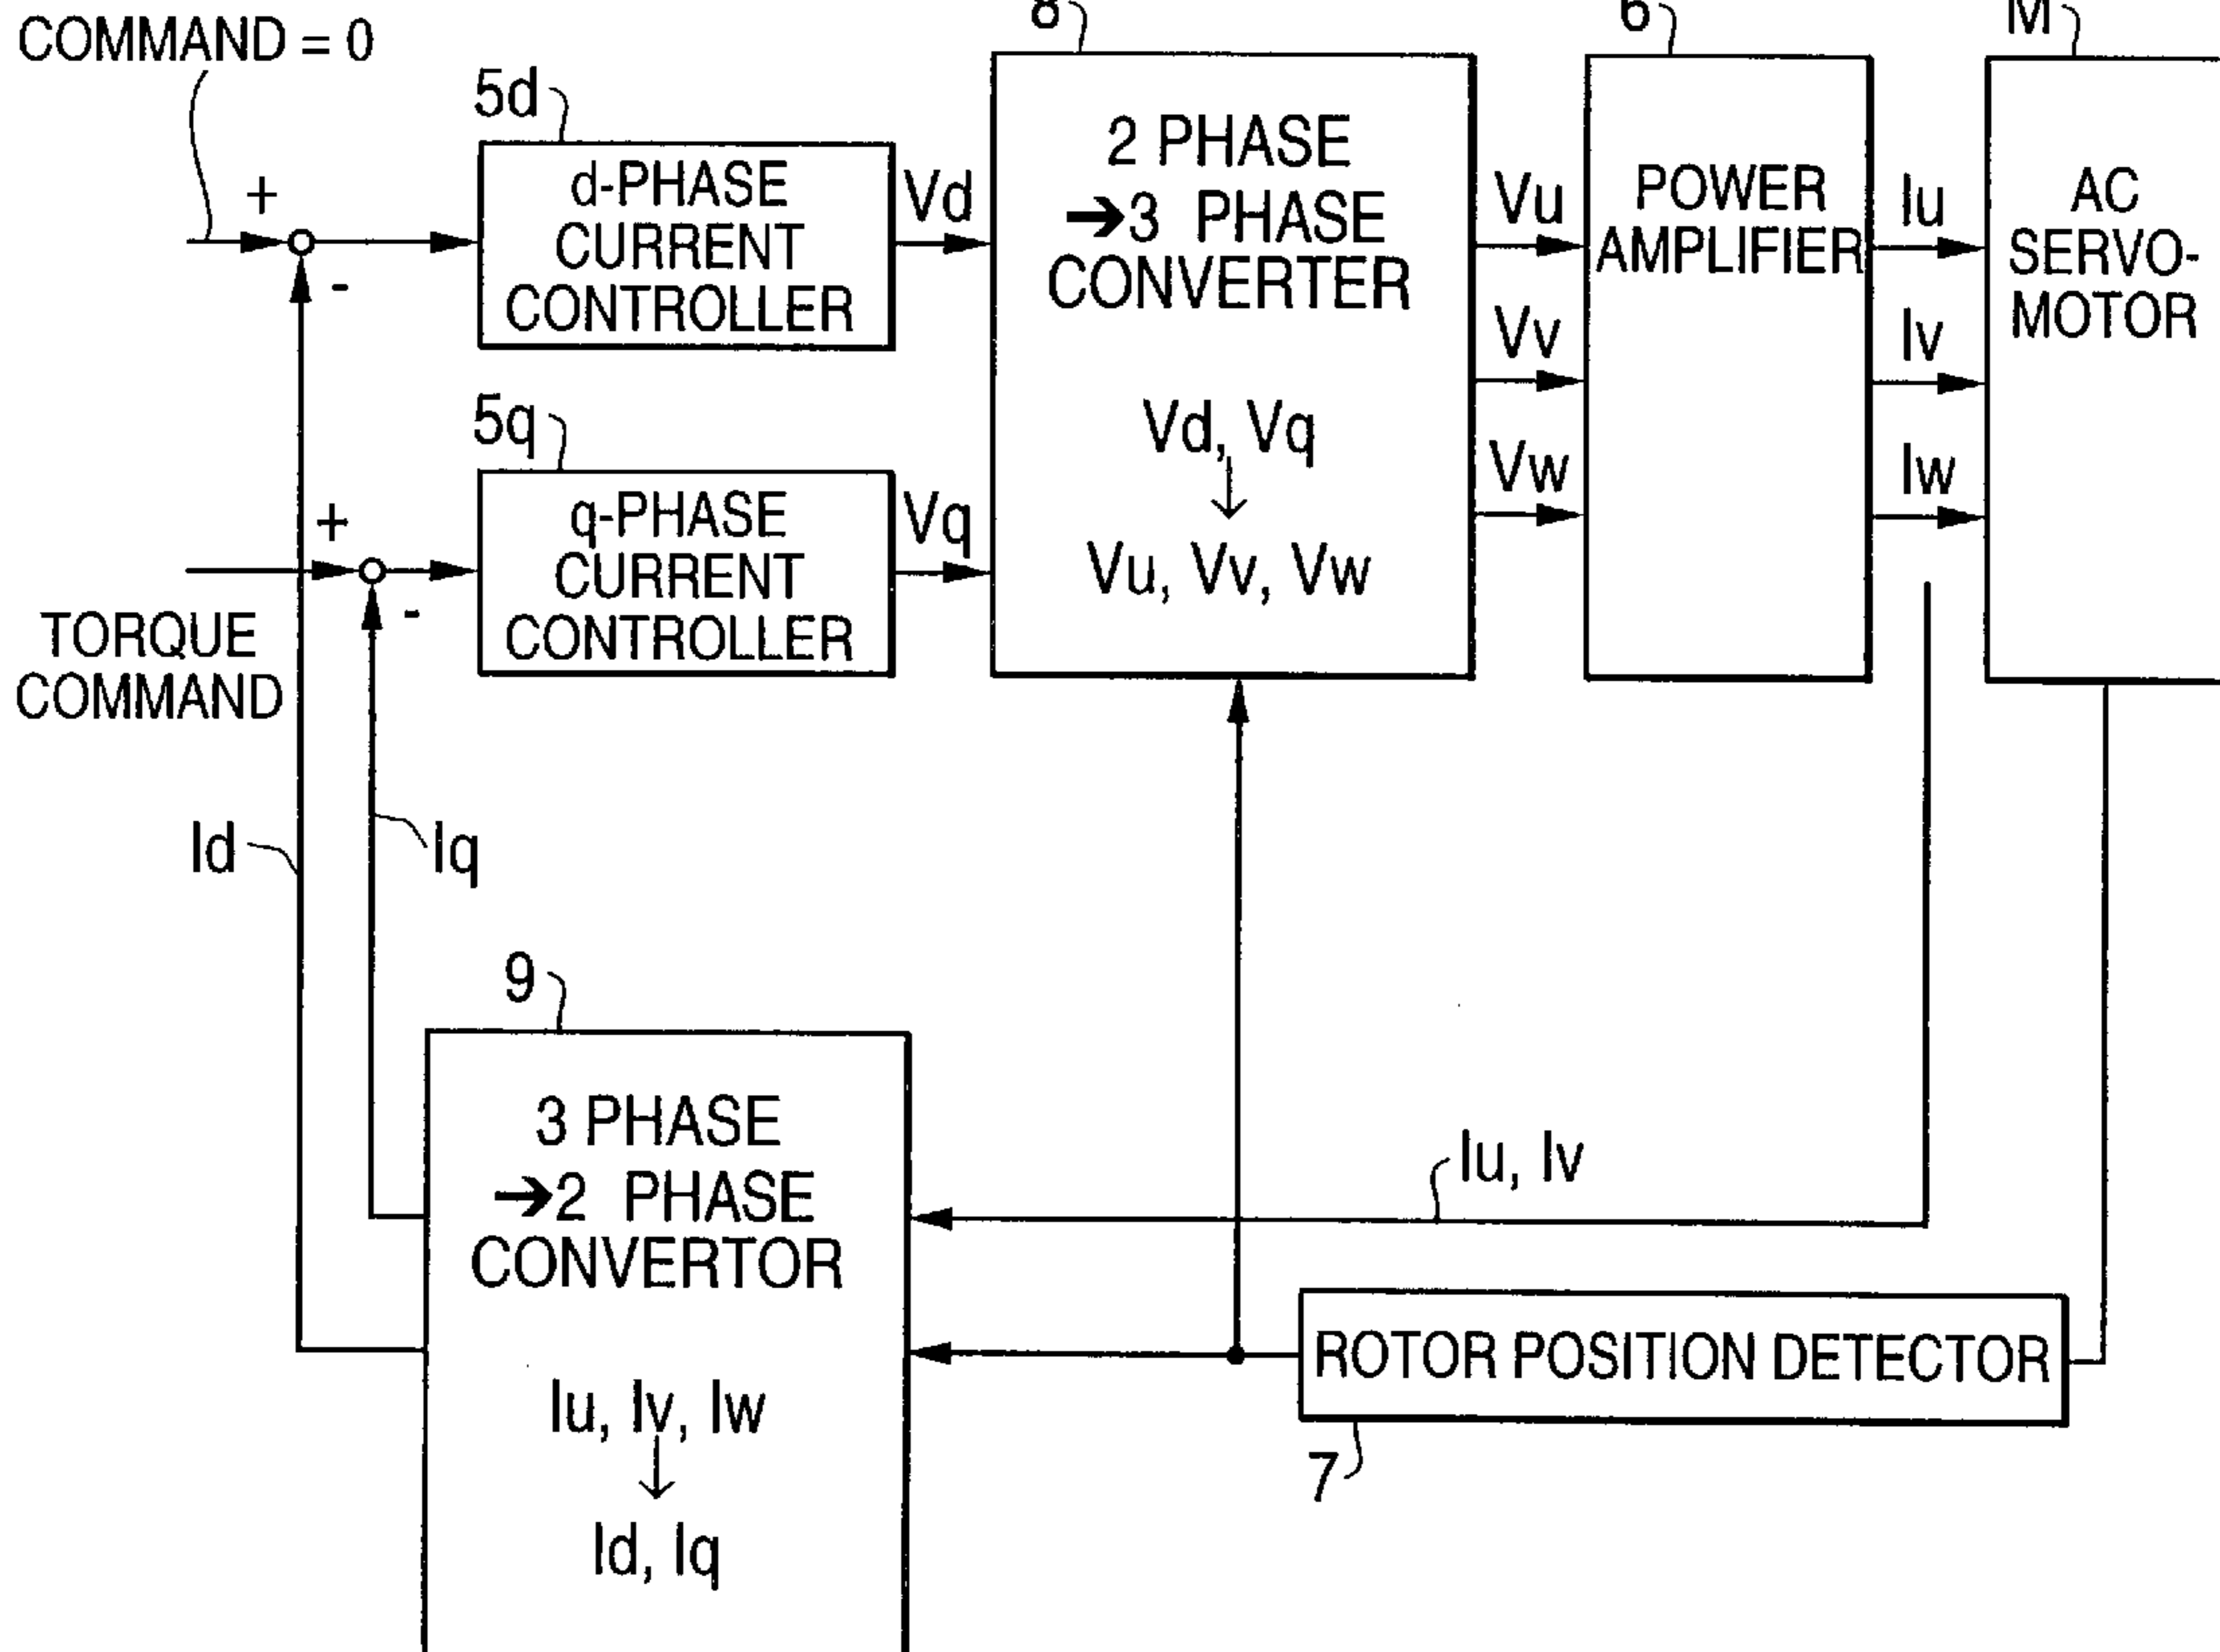 COMMAND = 0
8
6
M
5d
d-PHASE
CURRENT
CONTROLLER
+
-
Vd
2 PHASE
➔3 PHASE
CONVERTER
Vd, Vq
↓
Vu, Vv, Vw
Vu
Vv
Vw
POWER
AMPLIFIER
Iu
Iv
Iw
AC
SERVO-
MOTOR
5q
q-PHASE
CURRENT
CONTROLLER
+
-
Vq
TORQUE
COMMAND
Id
Iq
9
3 PHASE
➔2 PHASE
CONVERTOR
Iu, Iv, Iw
↓
Id, Iq
Iu, Iv
ROTOR POSITION DETECTOR
7